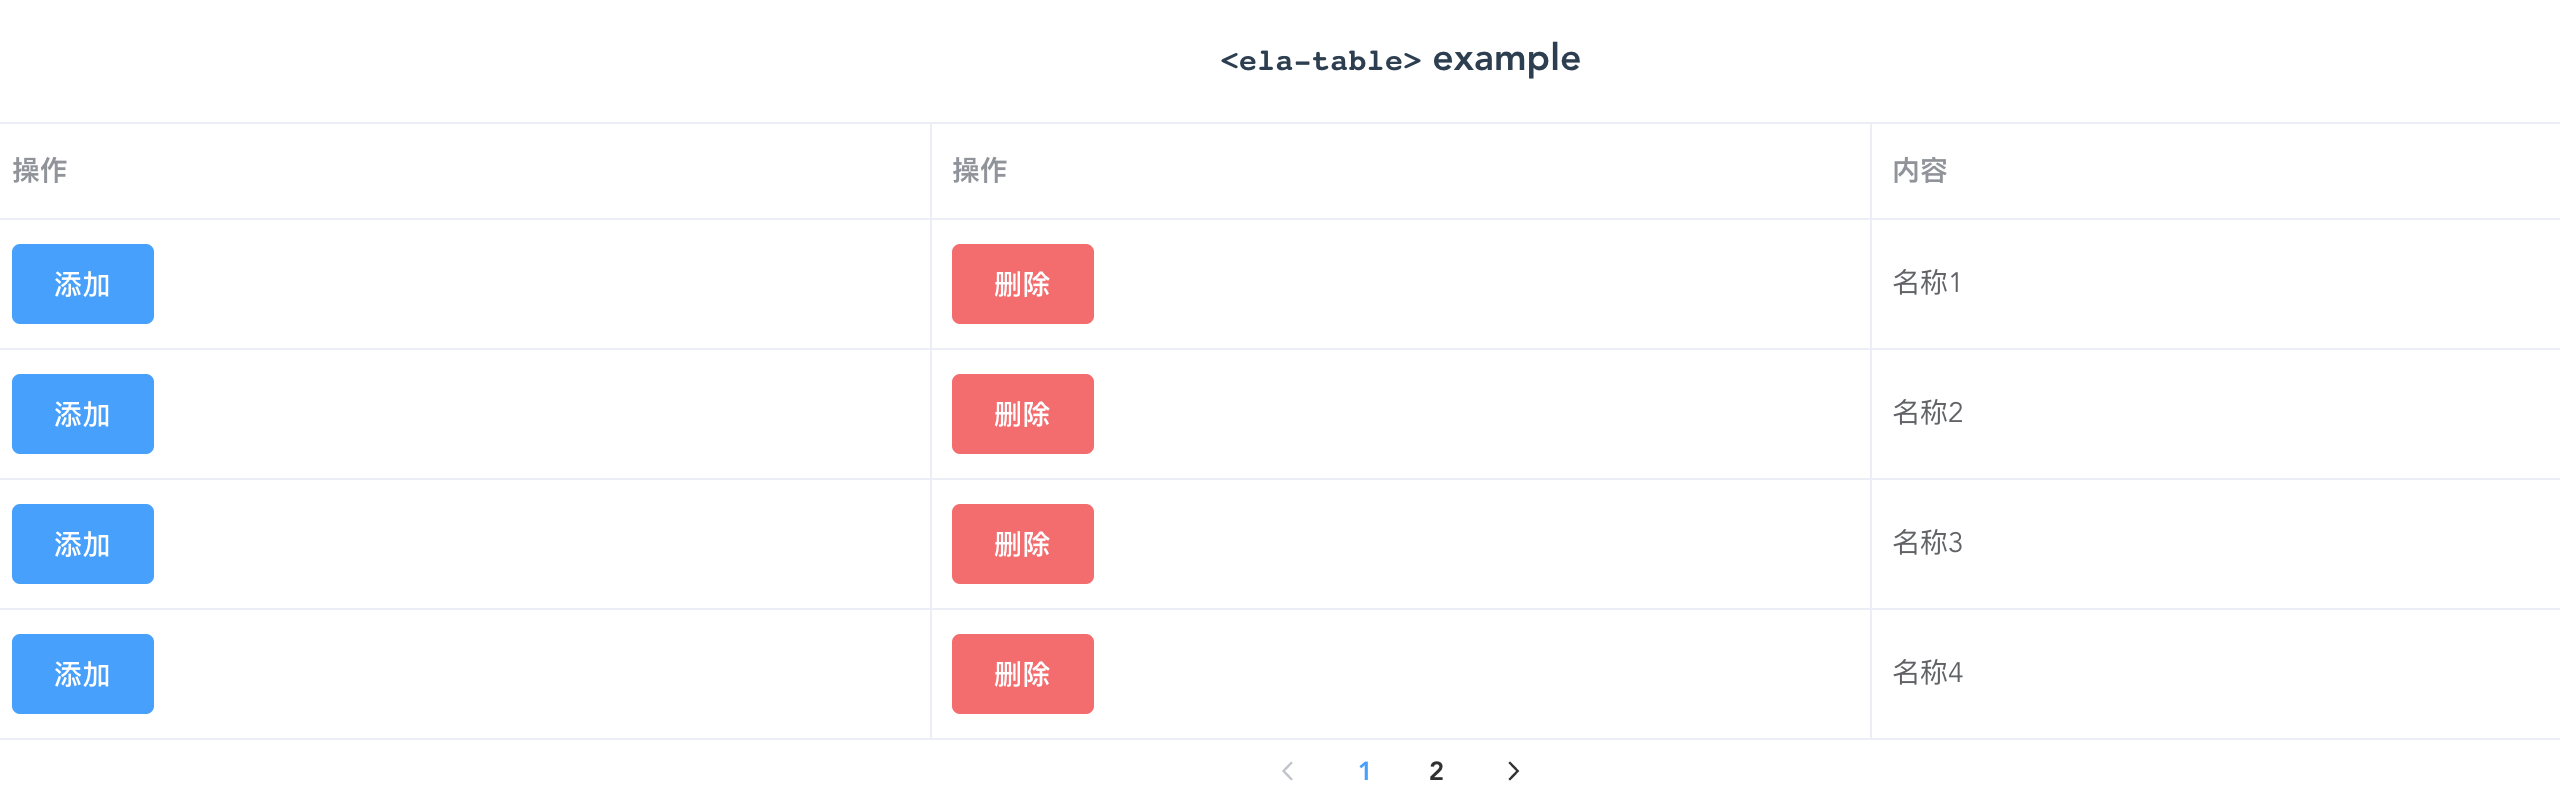 <ela-table> example
操作 操作 内容
添加 删除 名称1
添加 删除 名称2
添加 删除 名称3
添加 删除 名称4
1 2